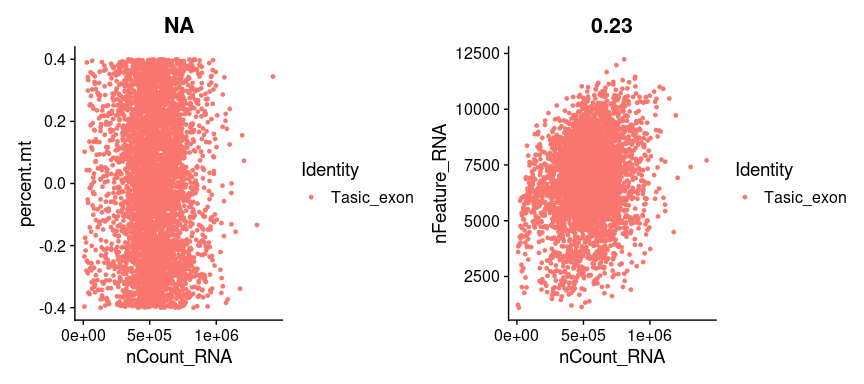 NA
percent.mt
0.4
0.2
0.0
-0.2
-0.4
0e+00 5e+05 1e+06
nCount_RNA
Identity
Tasic_exon
0.23
nFeature_RNA
12500
10000
7500
5000
2500
0e+00 5e+05 1e+06
nCount_RNA
Identity
Tasic_exon